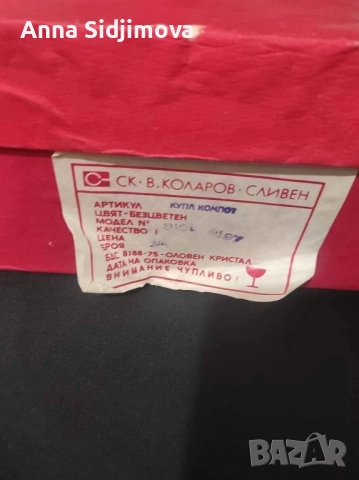 Anna Sidjimova
СК · В. КОЛАРОВ · СЛИВЕН
АРТИКУЛ КУПА КОМПОТ
ЦВЯТ-БЕЗЦВЕТЕН
МОДЕЛ №
КАЧЕСТВО I
ЦЕНА
БРОЯ
БДС 8188-75-ОЛОВЕН КРИСТАЛ
ДАТА НА ОПАКОВКА
ВНИМАНИЕ ЧУПЛИВО!
BAZAR